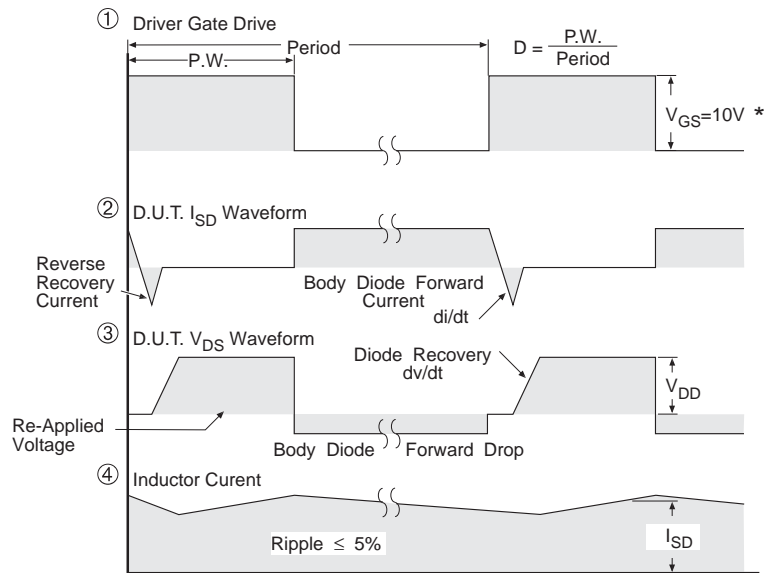 ① Driver Gate Drive
Period
P.W.
D = P.W. / Period
V_GS=10V *
② D.U.T. I_SD Waveform
Reverse
Recovery
Current
Body Diode Forward
Current
di/dt
③ D.U.T. V_DS Waveform
Diode Recovery
dv/dt
V_DD
Re-Applied
Voltage
Body Diode Forward Drop
④ Inductor Curent
Ripple ≤ 5%
I_SD